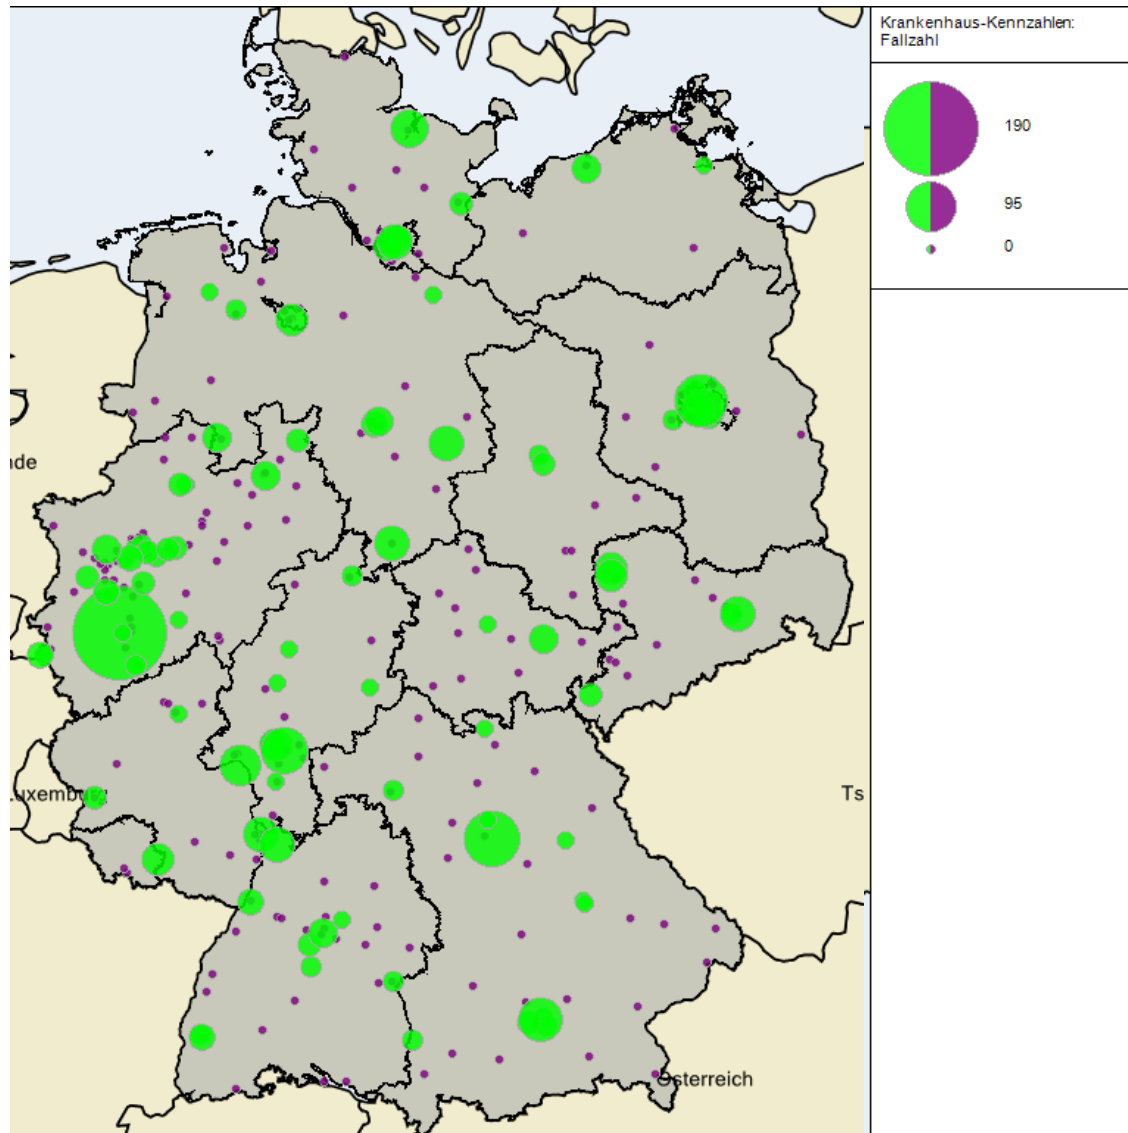 Krankenhaus-Kennzahlen:
Fallzahl
190
95
0
nde
Luxemburg
Ts
Österreich